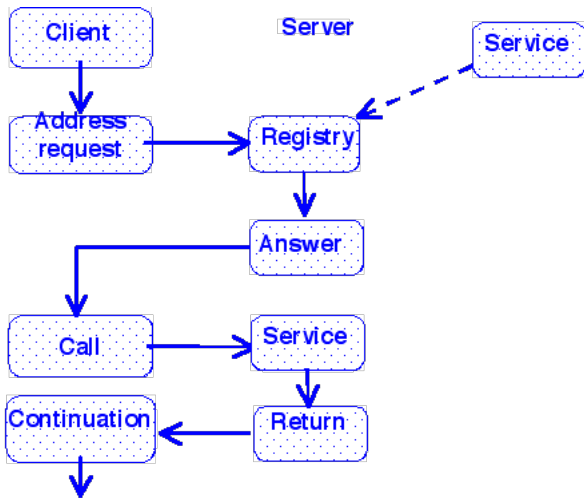 Client
Server
Service
Address
request
Registry
Answer
Call
Service
Continuation
Return